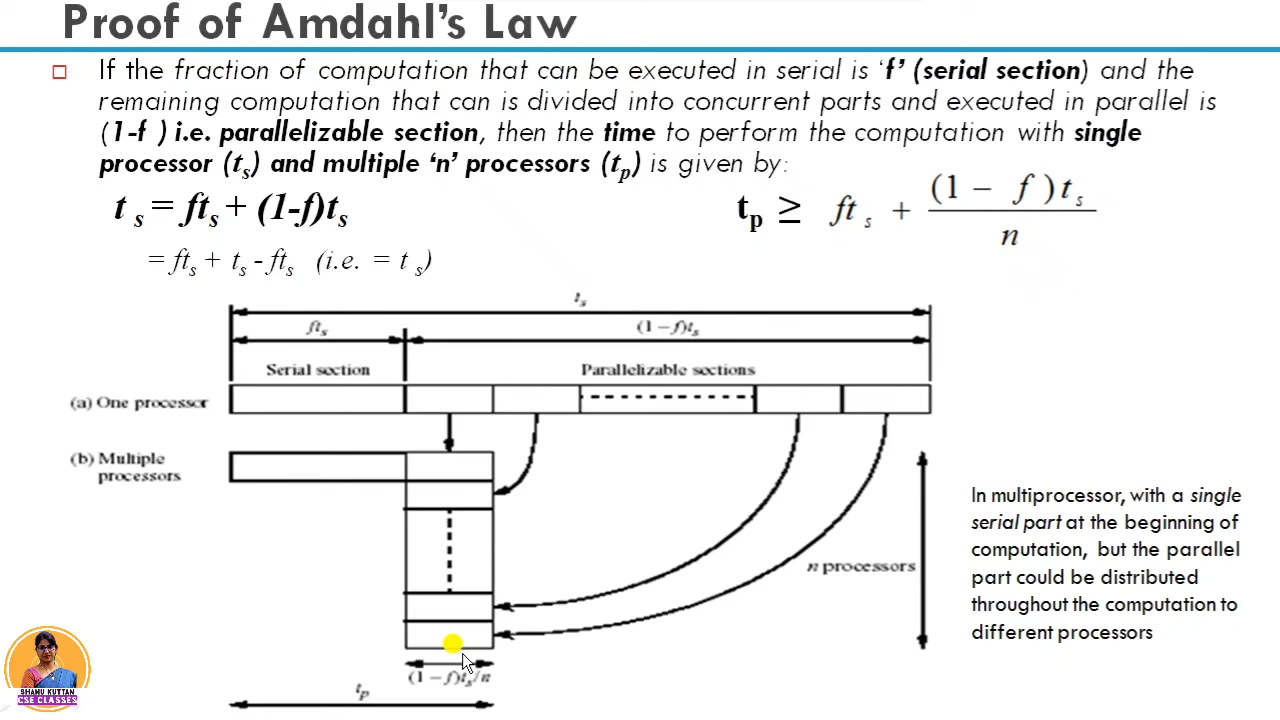 Proof of Amdahl's Law
If the fraction of computation that can be executed in serial is ‘f’ (serial section) and the
remaining computation that can is divided into concurrent parts and executed in parallel is
(1-f ) i.e. parallelizable section, then the time to perform the computation with single
processor (ts) and multiple ‘n’ processors (tp) is given by:
t s = fts + (1-f)ts
tp ≥ ft s + (1 − f )t s / n
= fts + ts - fts (i.e. = t s)
ts
fts
(1 − f)ts
Serial section
Parallelizable sections
(a) One processor
(b) Multiple
processors
n processors
(1 − f)ts/n
tp
In multiprocessor, with a single
serial part at the beginning of
computation, but the parallel
part could be distributed
throughout the computation to
different processors
SHAMU KUTTAN
CSE CLASSES